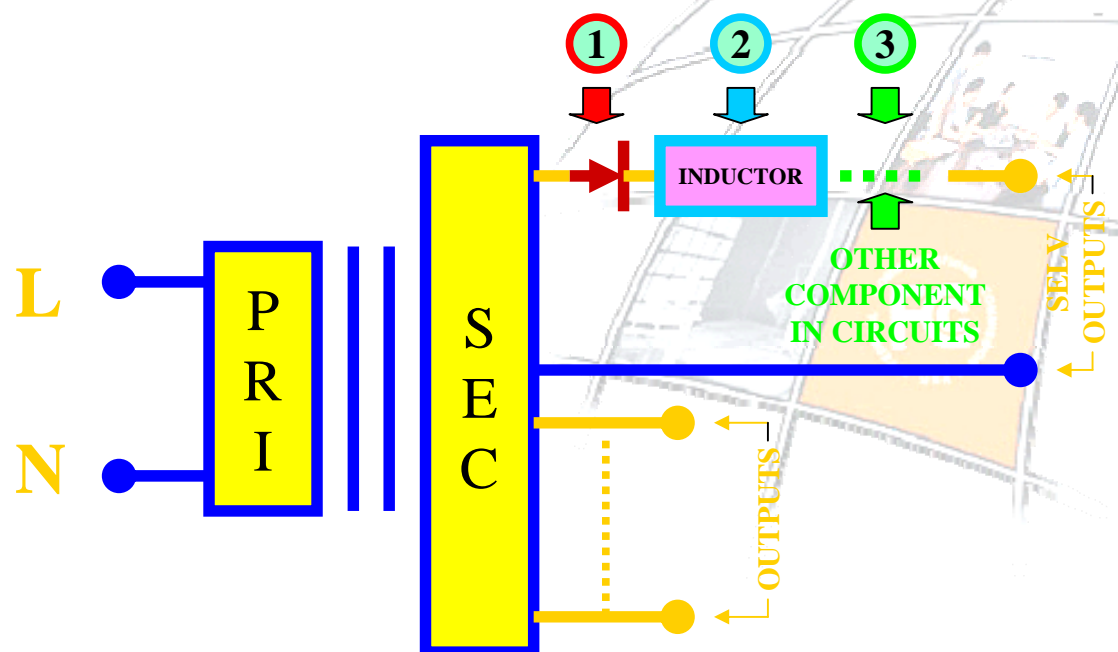 1
2
3
INDUCTOR
OTHER
COMPONENT
IN CIRCUITS
SELV
OUTPUTS
L
N
P
R
I
S
E
C
OUTPUTS